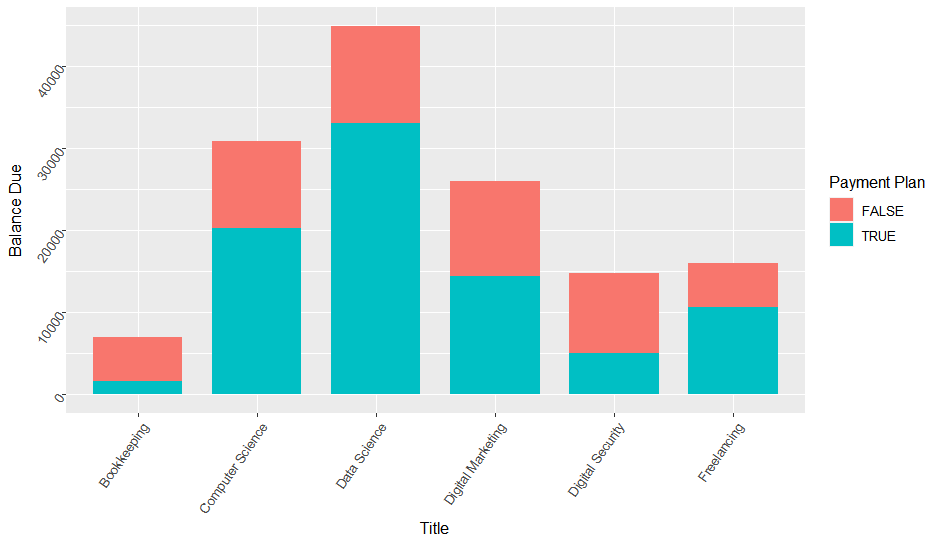 Balance Due
40000
30000
20000
10000
0
Bookkeeping
Computer Science
Data Science
Digital Marketing
Digital Security
Freelancing
Title
Payment Plan
FALSE
TRUE